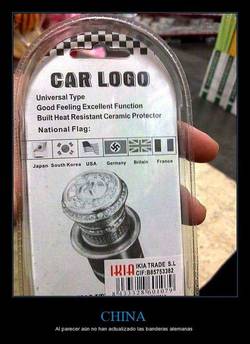 CAR LOGO
Universal Type
Good Feeling Excellent Function
Built Heat Resistant Ceramic Protector
National Flag:
Japan South Korea USA Germany Britain France
IKIA
IKIA TRADE S.L
CIF:B85753382
CHINA
Al parecer aún no han actualizado las banderas alemanas